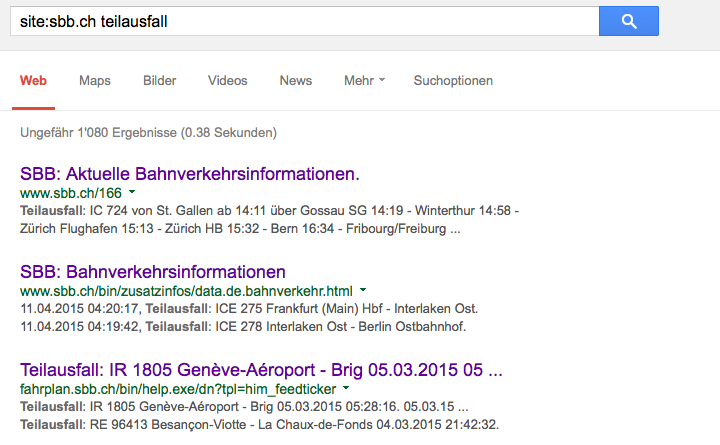 site:sbb.ch teilausfall
Web Maps Bilder Videos News Mehr Suchoptionen
Ungefähr 1'080 Ergebnisse (0.38 Sekunden)
SBB: Aktuelle Bahnverkehrsinformationen.
www.sbb.ch/166
Teilausfall: IC 724 von St. Gallen ab 14:11 über Gossau SG 14:19 - Winterthur 14:58 -
Zürich Flughafen 15:13 - Zürich HB 15:32 - Bern 16:34 - Fribourg/Freiburg ...
SBB: Bahnverkehrsinformationen
www.sbb.ch/bin/zusatzinfos/data.de.bahnverkehr.html
11.04.2015 04:20:17, Teilausfall: ICE 275 Frankfurt (Main) Hbf - Interlaken Ost.
11.04.2015 04:19:42, Teilausfall: ICE 278 Interlaken Ost - Berlin Ostbahnhof.
Teilausfall: IR 1805 Genève-Aéroport - Brig 05.03.2015 05 ...
fahrplan.sbb.ch/bin/help.exe/dn?tpl=him_feedticker
Teilausfall: IR 1805 Genève-Aéroport - Brig 05.03.2015 05:28:16. 05.03.15 ...
Teilausfall: RE 96413 Besançon-Viotte - La Chaux-de-Fonds 04.03.2015 21:42:32.